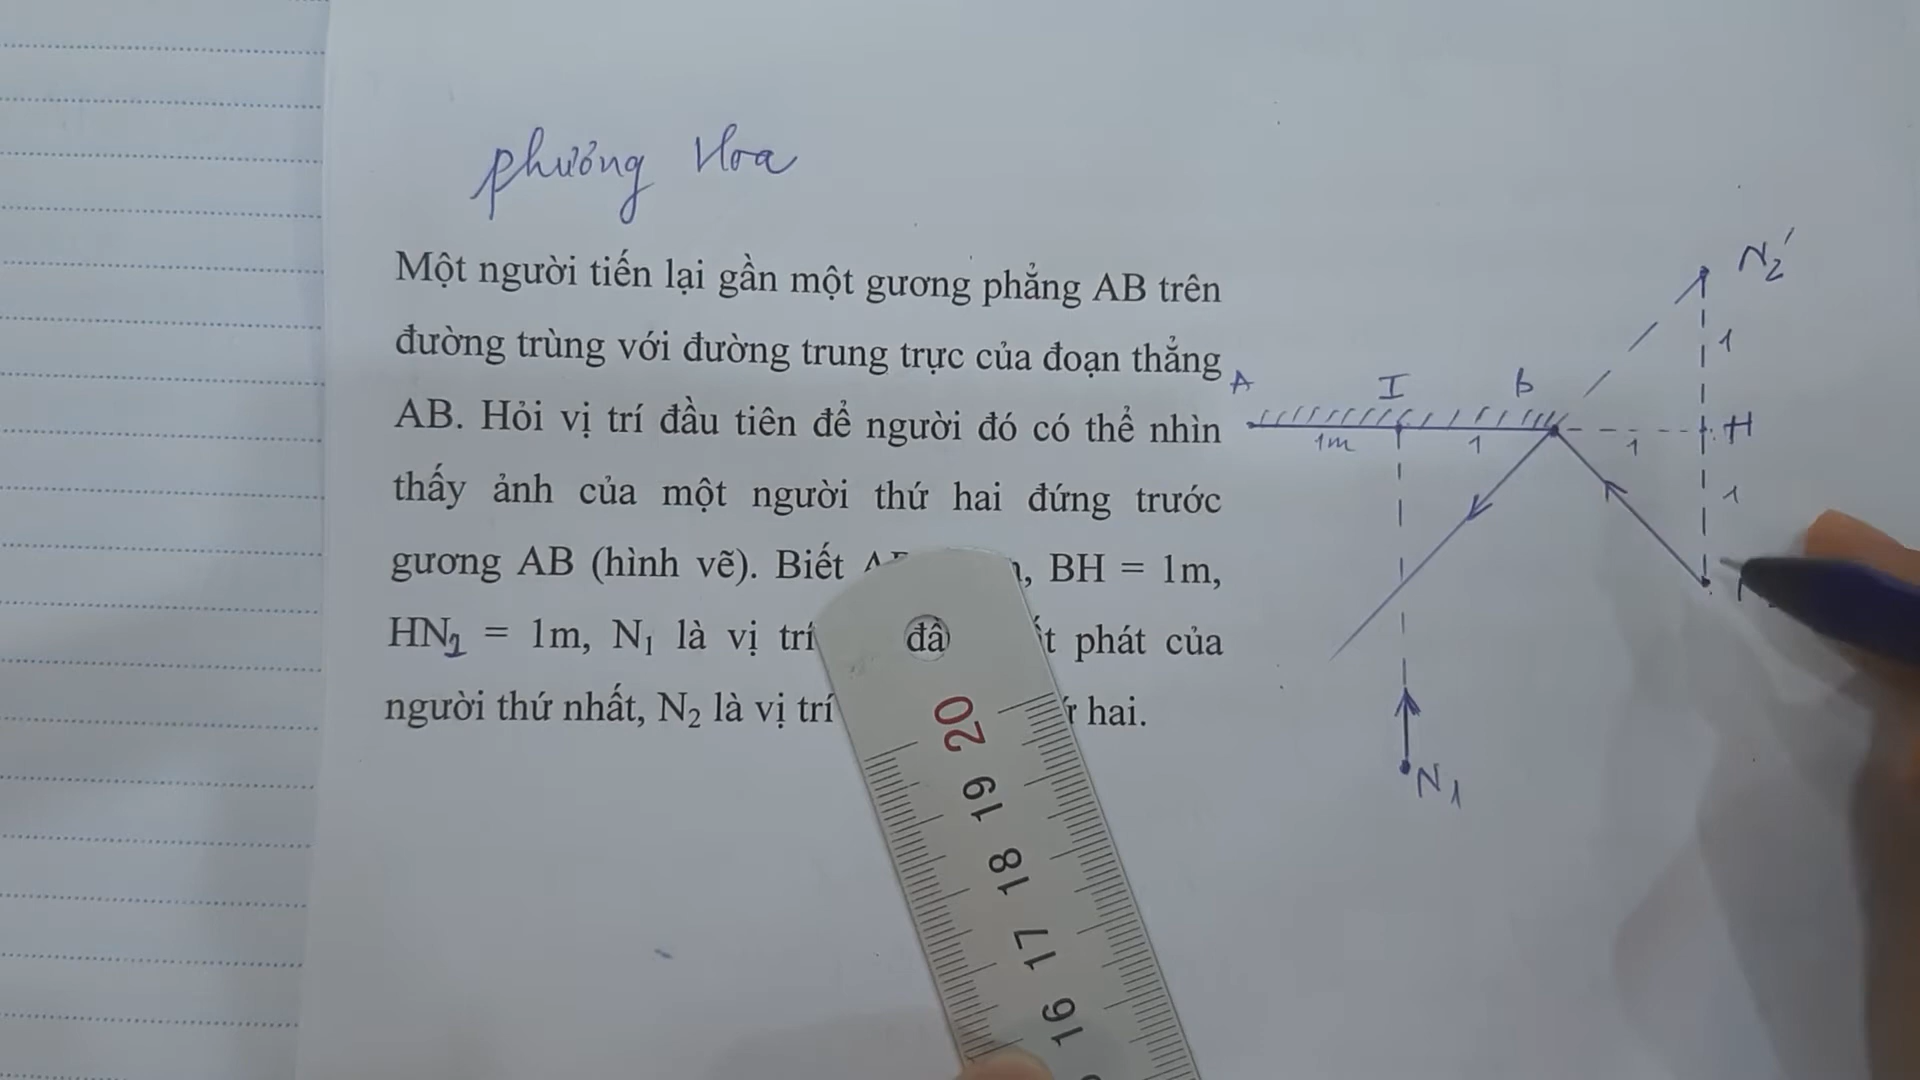 phương Hoa
Một người tiến lại gần một gương phẳng AB trên
đường trùng với đường trung trực của đoạn thẳng
AB. Hỏi vị trí đầu tiên để người đó có thể nhìn
thấy ảnh của một người thứ hai đứng trước
gương AB (hình vẽ). Biết BH = 1m,
HN2 = 1m, N1 là vị trí đầ phát của
người thứ nhất, N2 là vị trí hai.
N2'
1
A I B H
1m 1 1
1
N1
20
19
18
17
16